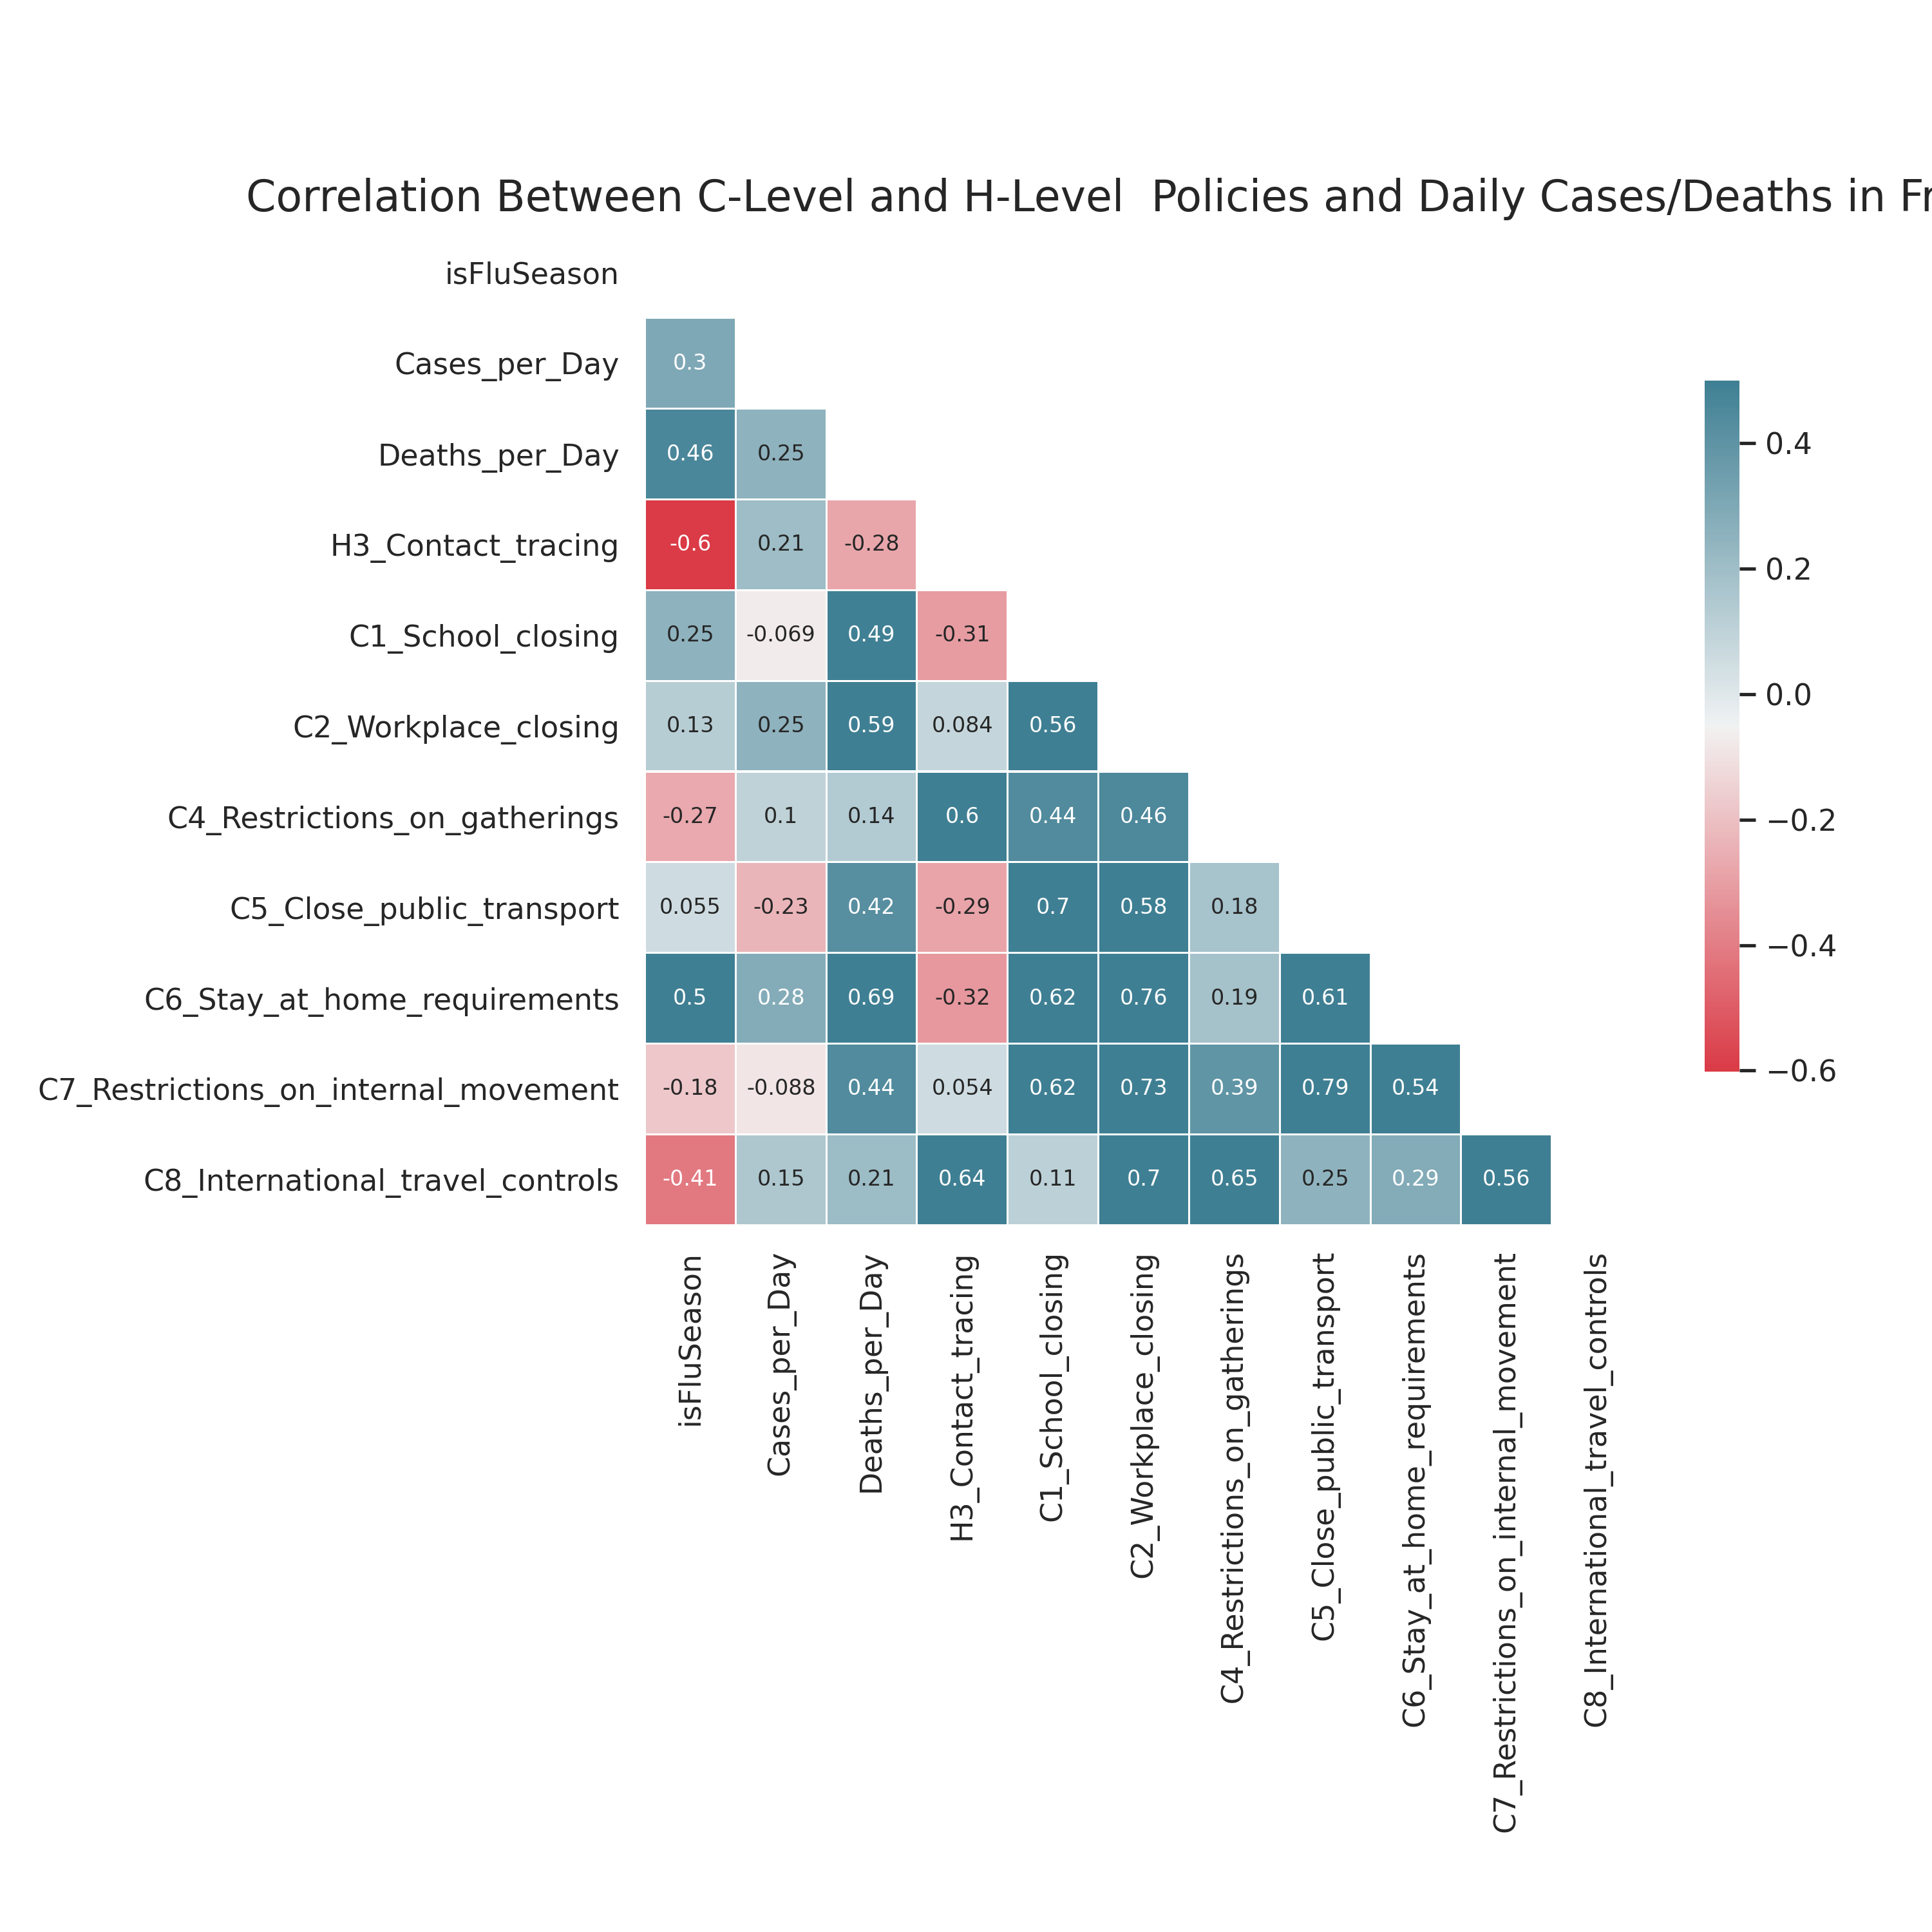 Correlation Between C-Level and H-Level  Policies and Daily Cases/Deaths in Fr
isFluSeason
Cases_per_Day 0.3
Deaths_per_Day 0.46 0.25
H3_Contact_tracing -0.6 0.21 -0.28
C1_School_closing 0.25 -0.069 0.49 -0.31
C2_Workplace_closing 0.13 0.25 0.59 0.084 0.56
C4_Restrictions_on_gatherings -0.27 0.1 0.14 0.6 0.44 0.46
C5_Close_public_transport 0.055 -0.23 0.42 -0.29 0.7 0.58 0.18
C6_Stay_at_home_requirements 0.5 0.28 0.69 -0.32 0.62 0.76 0.19 0.61
C7_Restrictions_on_internal_movement -0.18 -0.088 0.44 0.054 0.62 0.73 0.39 0.79 0.54
C8_International_travel_controls -0.41 0.15 0.21 0.64 0.11 0.7 0.65 0.25 0.29 0.56
isFluSeason
Cases_per_Day
Deaths_per_Day
H3_Contact_tracing
C1_School_closing
C2_Workplace_closing
C4_Restrictions_on_gatherings
C5_Close_public_transport
C6_Stay_at_home_requirements
C7_Restrictions_on_internal_movement
C8_International_travel_controls
0.4
0.2
0.0
−0.2
−0.4
−0.6